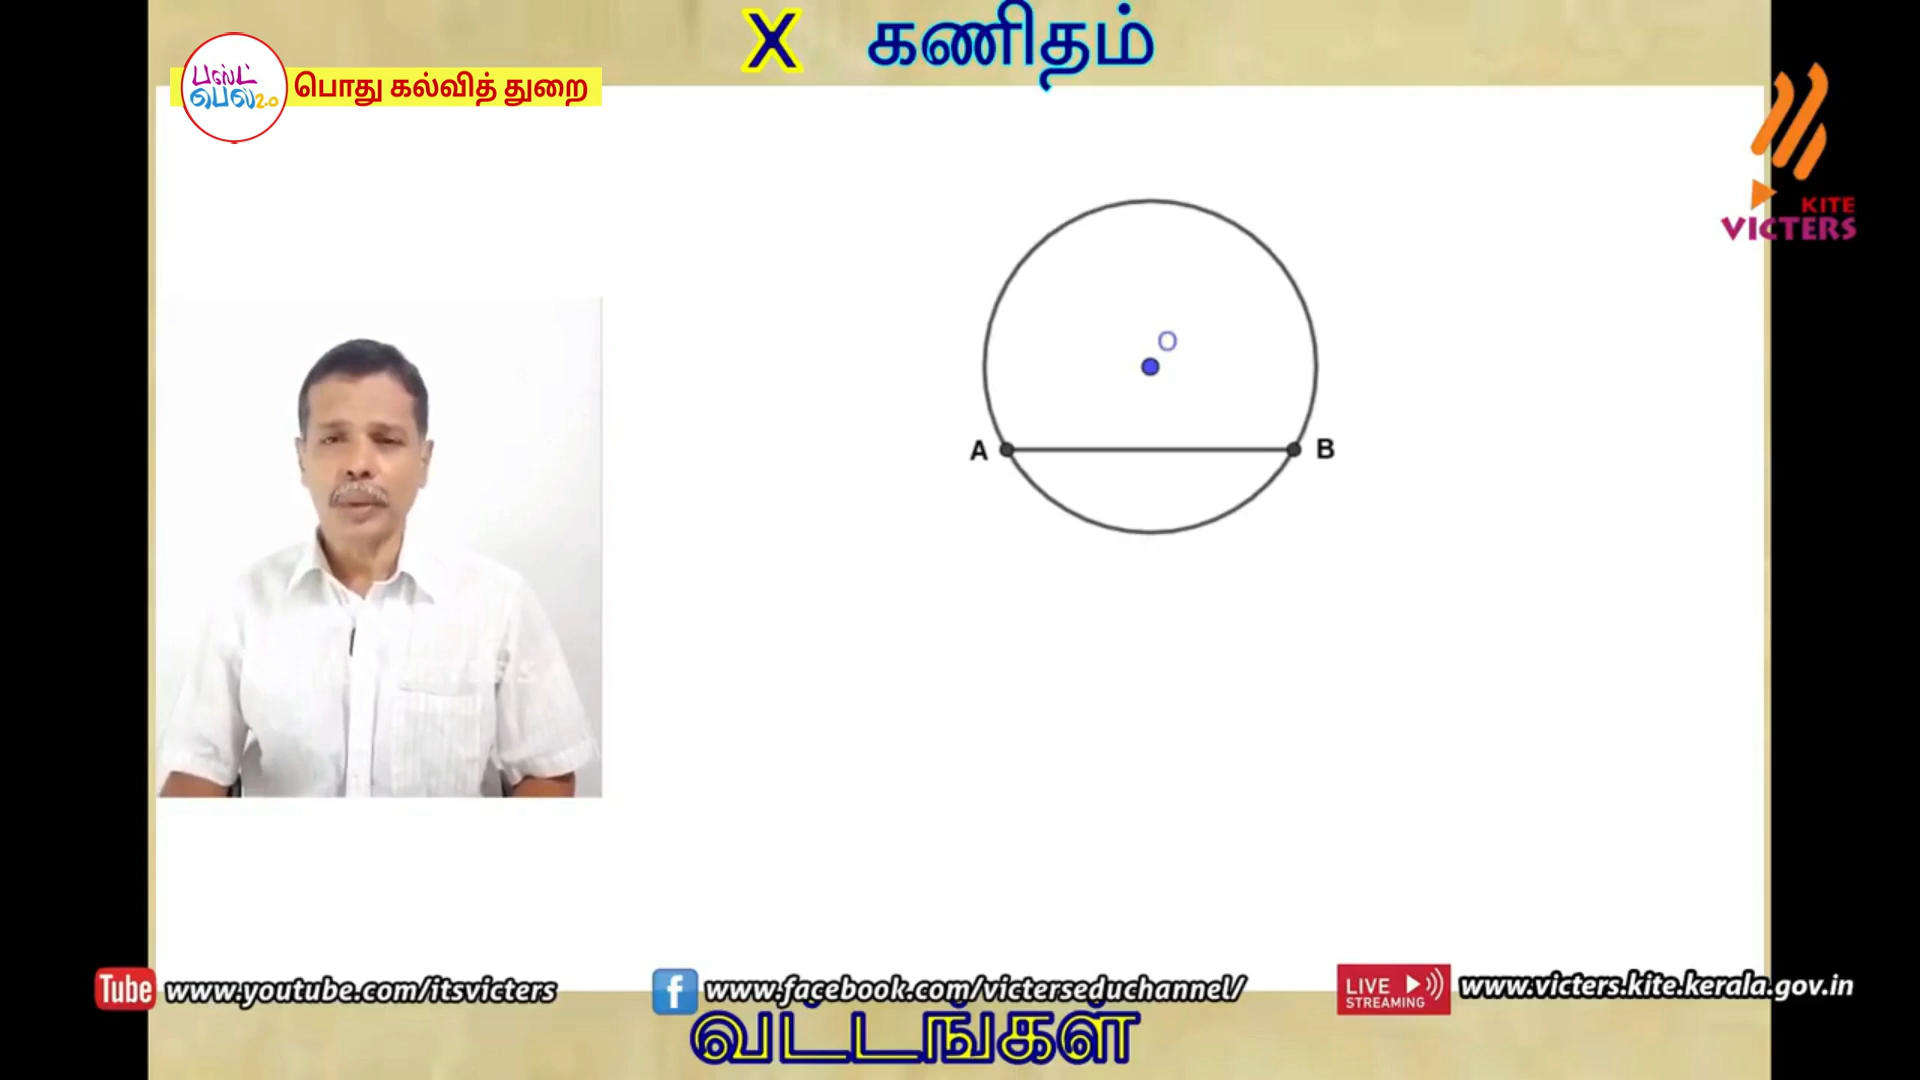 X கணிதம்
பஸ்ட்
பெல் 2.0
பொது கல்வித் துறை
KITE
VICTERS
O
A
B
Tube www.youtube.com/itsvicters
f www.facebook.com/victerseduchannel/
LIVE
STREAMING
www.victers.kite.kerala.gov.in
வட்டங்கள்